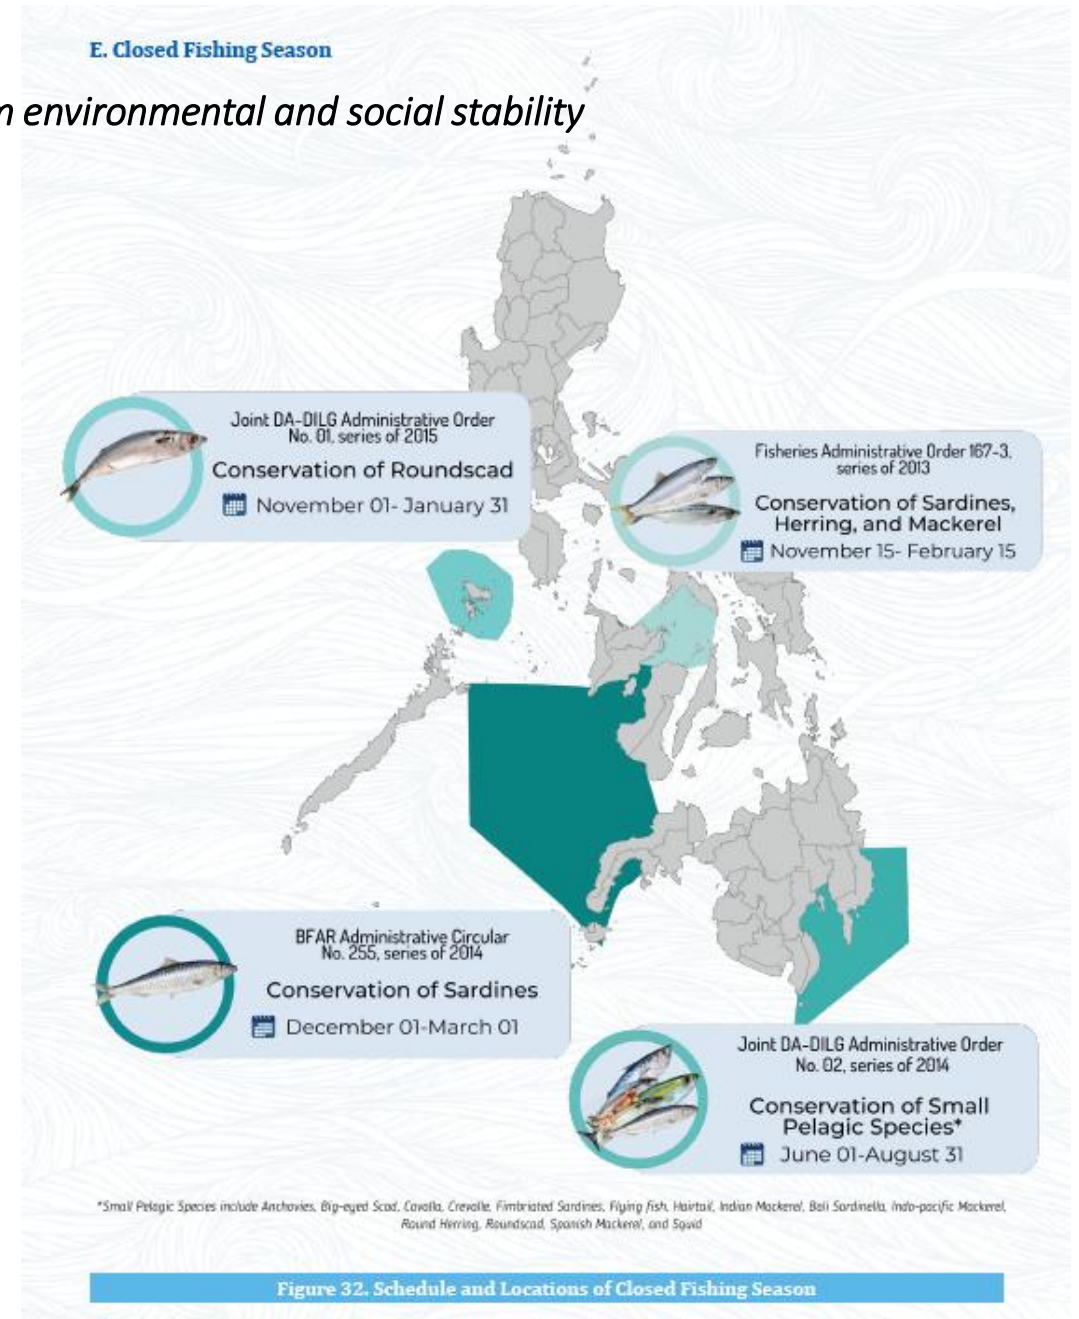 E. Closed Fishing Season
environmental and social stability
Joint DA-DILG Administrative Order
No. 01, series of 2015
Conservation of Roundscad
November 01- January 31
Fisheries Administrative Order 167-3,
series of 2013
Conservation of Sardines,
Herring, and Mackerel
November 15- February 15
BFAR Administrative Circular
No. 255, series of 2014
Conservation of Sardines
December 01-March 01
Joint DA-DILG Administrative Order
No. 02, series of 2014
Conservation of Small
Pelagic Species*
June 01-August 31
*Small Pelagic Species include Anchovies, Big-eyed Scad, Cavalla, Crevalle, Fimbriated Sardines, Flying fish, Hairtail, Indian Mackerel, Bali Sardinella, Indo-pacific Mackerel,
Round Herring, Roundscad, Spanish Mackerel, and Squid
Figure 32. Schedule and Locations of Closed Fishing Season